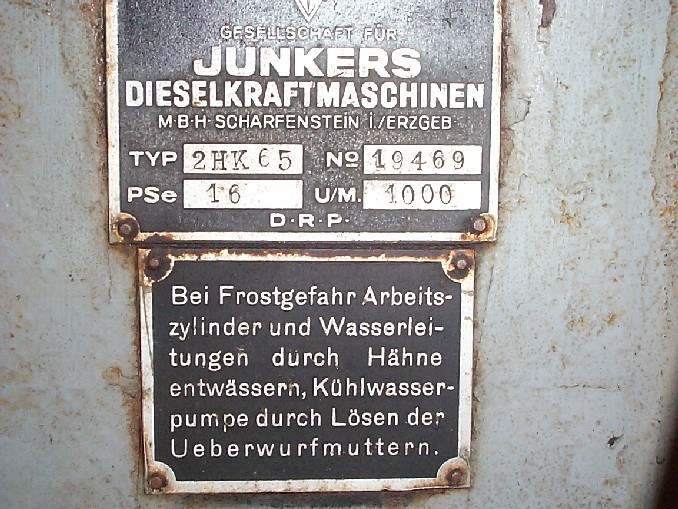 GESELLSCHAFT FÜR
JUNKERS
DIESELKRAFTMASCHINEN
M·B·H· SCHARFENSTEIN i./ERZGEB·
TYP 2HK65 No 19469
PSe 16 U/M. 1000
D·R·P·
Bei Frostgefahr Arbeits-
zylinder und Wasserlei-
tungen durch Hähne
entwässern, Kühlwasser-
pumpe durch Lösen der
Ueberwurfmuttern.